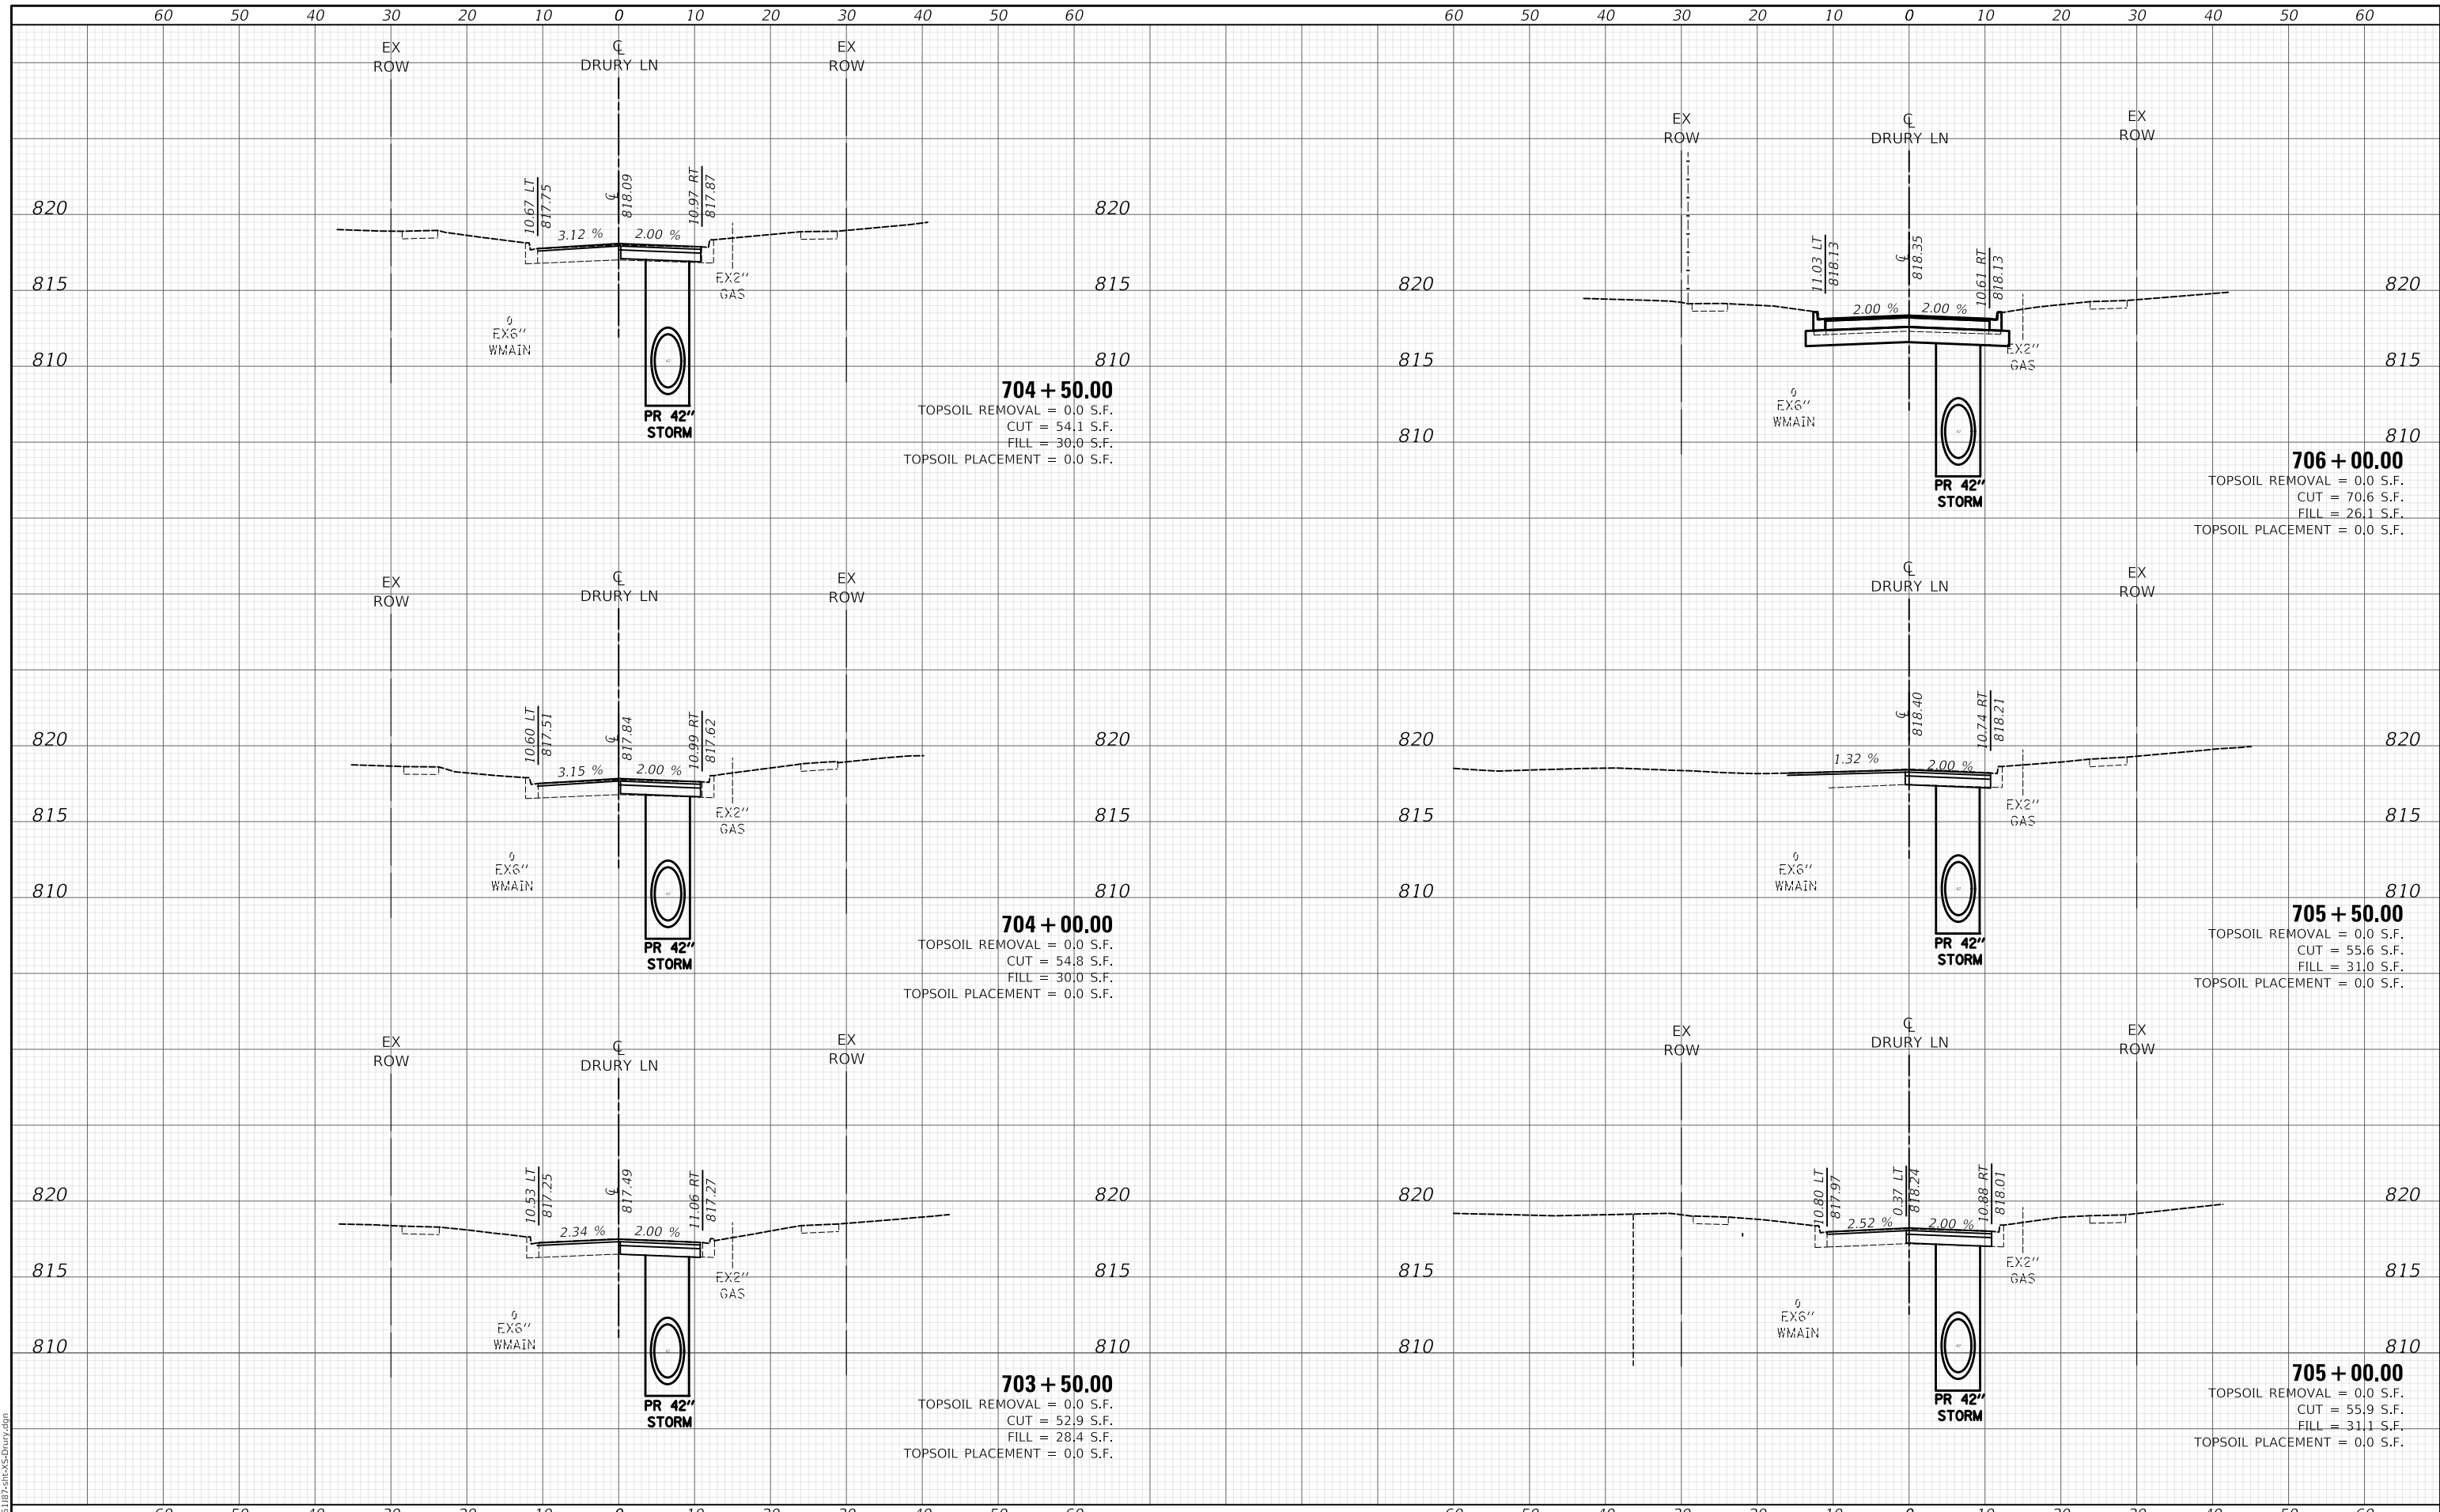 60 50 40 30 20 10 0 10 20 30 40 50 60 60 50 40 30 20 10 0 10 20 30 40 50 60
EX
ROW
℄
DRURY LN
EX
ROW
10.67 LT
817.75
℄
818.09
10.97 RT
817.87
820
820
3.12 %
2.00 %
815
815
EX2"
GAS
EX6"
WMAIN
810
810
PR 42"
STORM
704+50.00
TOPSOIL REMOVAL = 0.0 S.F.
CUT = 54.1 S.F.
FILL = 30.0 S.F.
TOPSOIL PLACEMENT = 0.0 S.F.
EX
ROW
℄
DRURY LN
EX
ROW
10.60 LT
817.51
℄
817.84
10.99 RT
817.62
820
820
3.15 %
2.00 %
815
815
EX2"
GAS
EX6"
WMAIN
810
810
PR 42"
STORM
704+00.00
TOPSOIL REMOVAL = 0.0 S.F.
CUT = 54.8 S.F.
FILL = 30.0 S.F.
TOPSOIL PLACEMENT = 0.0 S.F.
EX
ROW
℄
DRURY LN
EX
ROW
10.53 LT
817.25
℄
817.49
11.06 RT
817.27
820
820
2.34 %
2.00 %
815
815
EX2"
GAS
EX6"
WMAIN
810
810
PR 42"
STORM
703+50.00
TOPSOIL REMOVAL = 0.0 S.F.
CUT = 52.9 S.F.
FILL = 28.4 S.F.
TOPSOIL PLACEMENT = 0.0 S.F.
EX
ROW
℄
DRURY LN
EX
ROW
11.03 LT
818.13
℄
818.35
10.61 RT
818.13
820
820
2.00 %
2.00 %
EX2"
GAS
815
815
EX6"
WMAIN
810
810
PR 42"
STORM
706+00.00
TOPSOIL REMOVAL = 0.0 S.F.
CUT = 70.6 S.F.
FILL = 26.1 S.F.
TOPSOIL PLACEMENT = 0.0 S.F.
℄
DRURY LN
EX
ROW
℄
818.40
10.74 RT
818.21
820
820
1.32 %
2.00 %
EX2"
GAS
815
815
EX6"
WMAIN
810
810
PR 42"
STORM
705+50.00
TOPSOIL REMOVAL = 0.0 S.F.
CUT = 55.6 S.F.
FILL = 31.0 S.F.
TOPSOIL PLACEMENT = 0.0 S.F.
EX
ROW
℄
DRURY LN
EX
ROW
10.80 LT
817.97
0.37 LT
818.24
10.88 RT
818.01
820
820
2.52 %
2.00 %
EX2"
GAS
815
815
EX6"
WMAIN
810
810
PR 42"
STORM
705+00.00
TOPSOIL REMOVAL = 0.0 S.F.
CUT = 55.9 S.F.
FILL = 31.1 S.F.
TOPSOIL PLACEMENT = 0.0 S.F.